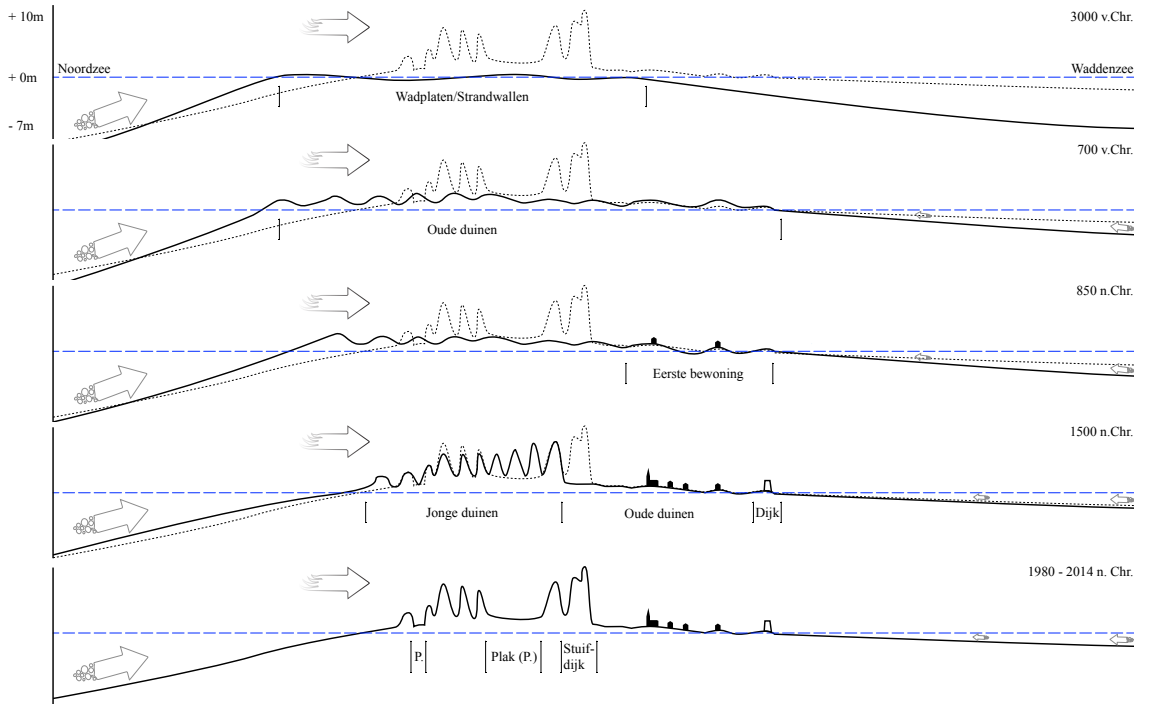 + 10m
3000 v.Chr.
+ 0m
Noordzee
Waddenzee
Wadplaten/Strandwallen
- 7m
700 v.Chr.
Oude duinen
850 n.Chr.
Eerste bewoning
1500 n.Chr.
Jonge duinen
Oude duinen
Dijk
1980 - 2014 n. Chr.
P.
Plak (P.)
Stuif-
dijk